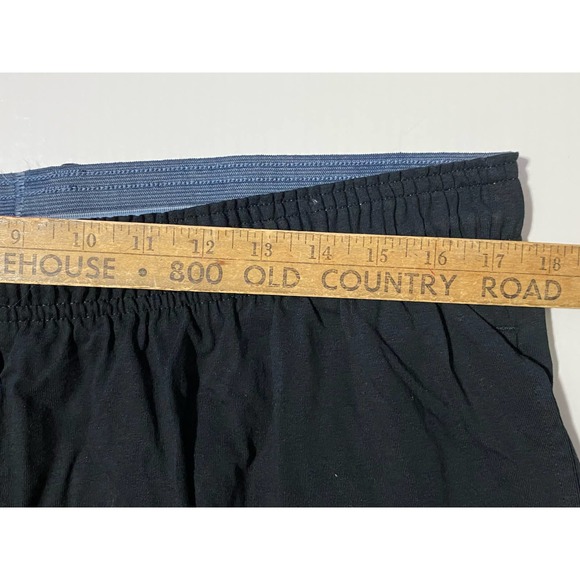 9 10 11 12 13 14 15 16 17 18
EHOUSE • 800 OLD COUNTRY ROAD